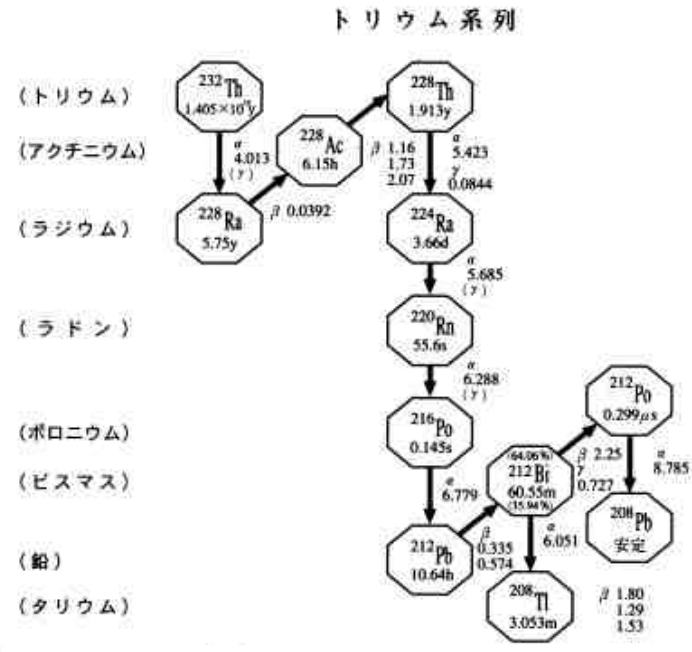 トリウム系列
(トリウム)
232Th
1.405×10¹⁰y
228Th
1.913y
(アクチニウム)
α
4.013
(γ)
228Ac
6.15h
β 1.16
1.73
2.07
α
5.423
γ
0.0844
(ラジウム)
228Ra
5.75y
β 0.0392
224Ra
3.66d
α
5.685
(γ)
(ラドン)
220Rn
55.6s
α
6.288
(γ)
(ポロニウム)
216Po
0.145s
212Po
0.299μs
(ビスマス)
α
6.779
(64.06%)
212Bi
60.55m
(35.94%)
β 2.25
γ
0.727
α
8.785
208Pb
安定
(鉛)
212Pb
10.64h
β
0.335
0.574
α
6.051
(タリウム)
208Tl
3.053m
β 1.80
1.29
1.53